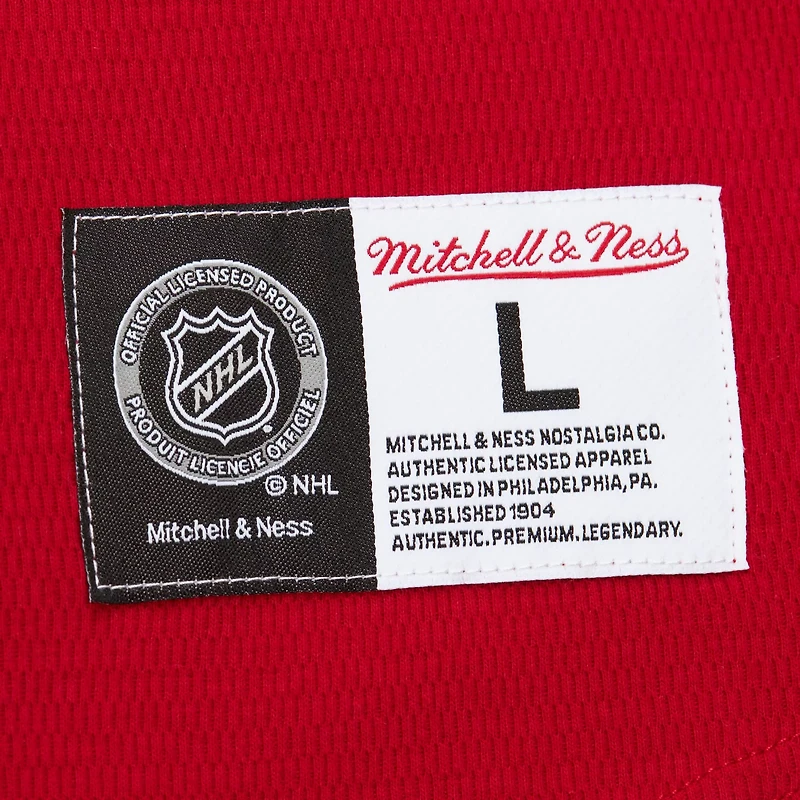 OFFICIAL LICENSED PRODUCT
NHL
PRODUIT LICENCIE OFFICIEL
© NHL
Mitchell & Ness
Mitchell & Ness
L
MITCHELL & NESS NOSTALGIA CO.
AUTHENTIC LICENSED APPAREL
DESIGNED IN PHILADELPHIA, PA.
ESTABLISHED 1904
AUTHENTIC. PREMIUM. LEGENDARY.